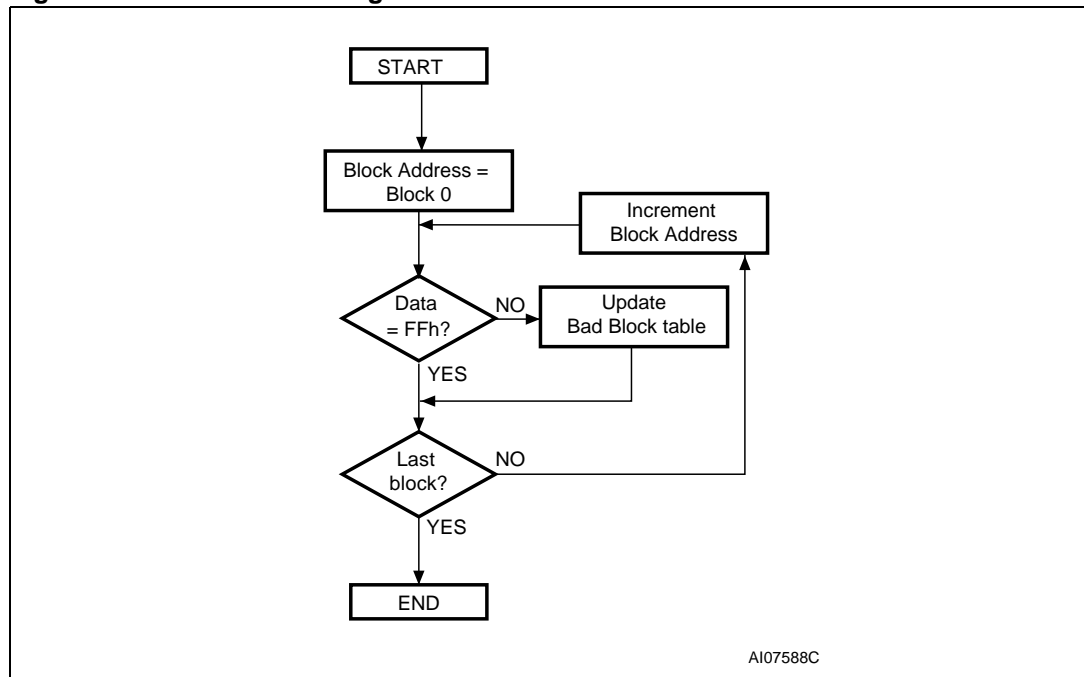 START
Block Address =
Block 0
Increment
Block Address
Data
= FFh?
NO
Update
Bad Block table
YES
Last
block?
NO
YES
END
AI07588C